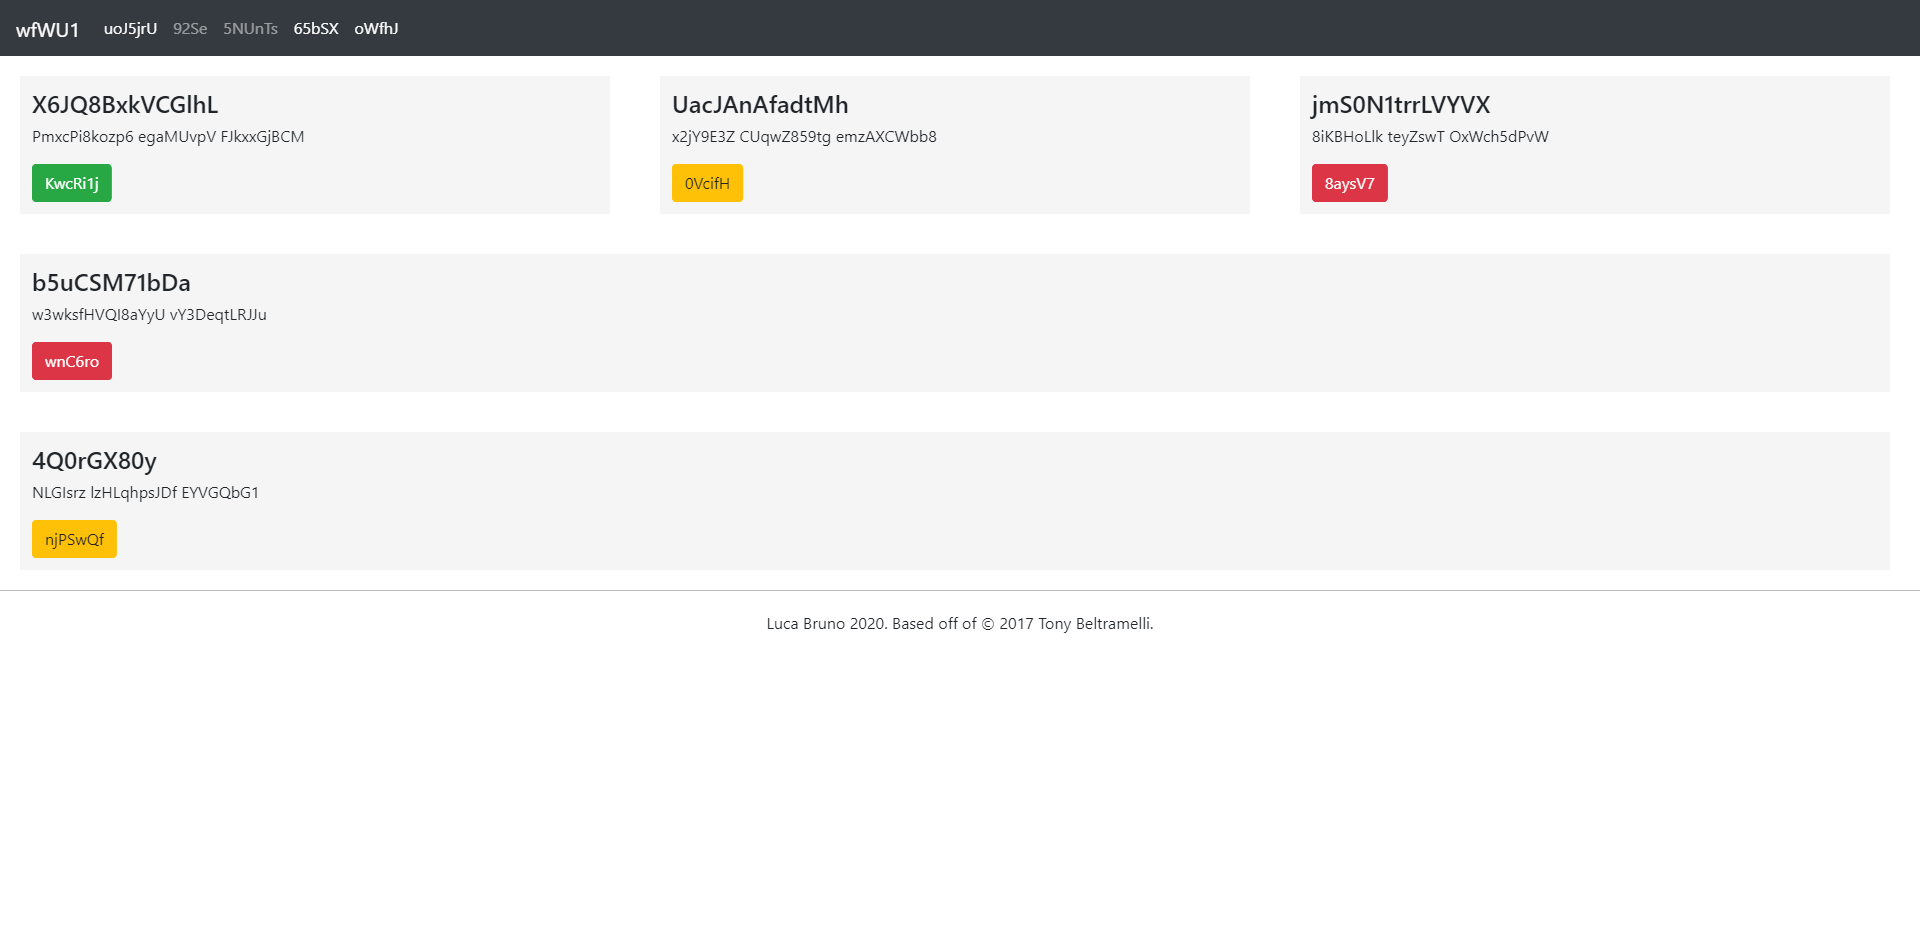 wfWU1 uoJ5jrU 92Se 5NUnTs 65bSX oWfhJ
X6JQ8BxkVCGlhL
PmxcPi8kozp6 egaMUvpV FJkxxGjBCM
KwcRi1j
UacJAnAfadtMh
x2jY9E3Z CUqwZ859tg emzAXCWbb8
0VcifH
jmS0N1trrLVYVX
8iKBHoLlk teyZswT OxWch5dPvW
8aysV7
b5uCSM71bDa
w3wksfHVQI8aYyU vY3DeqtLRJJu
wnC6ro
4Q0rGX80y
NLGIsrz lzHLqhpsJDf EYVGQbG1
njPSwQf
Luca Bruno 2020. Based off of © 2017 Tony Beltramelli.